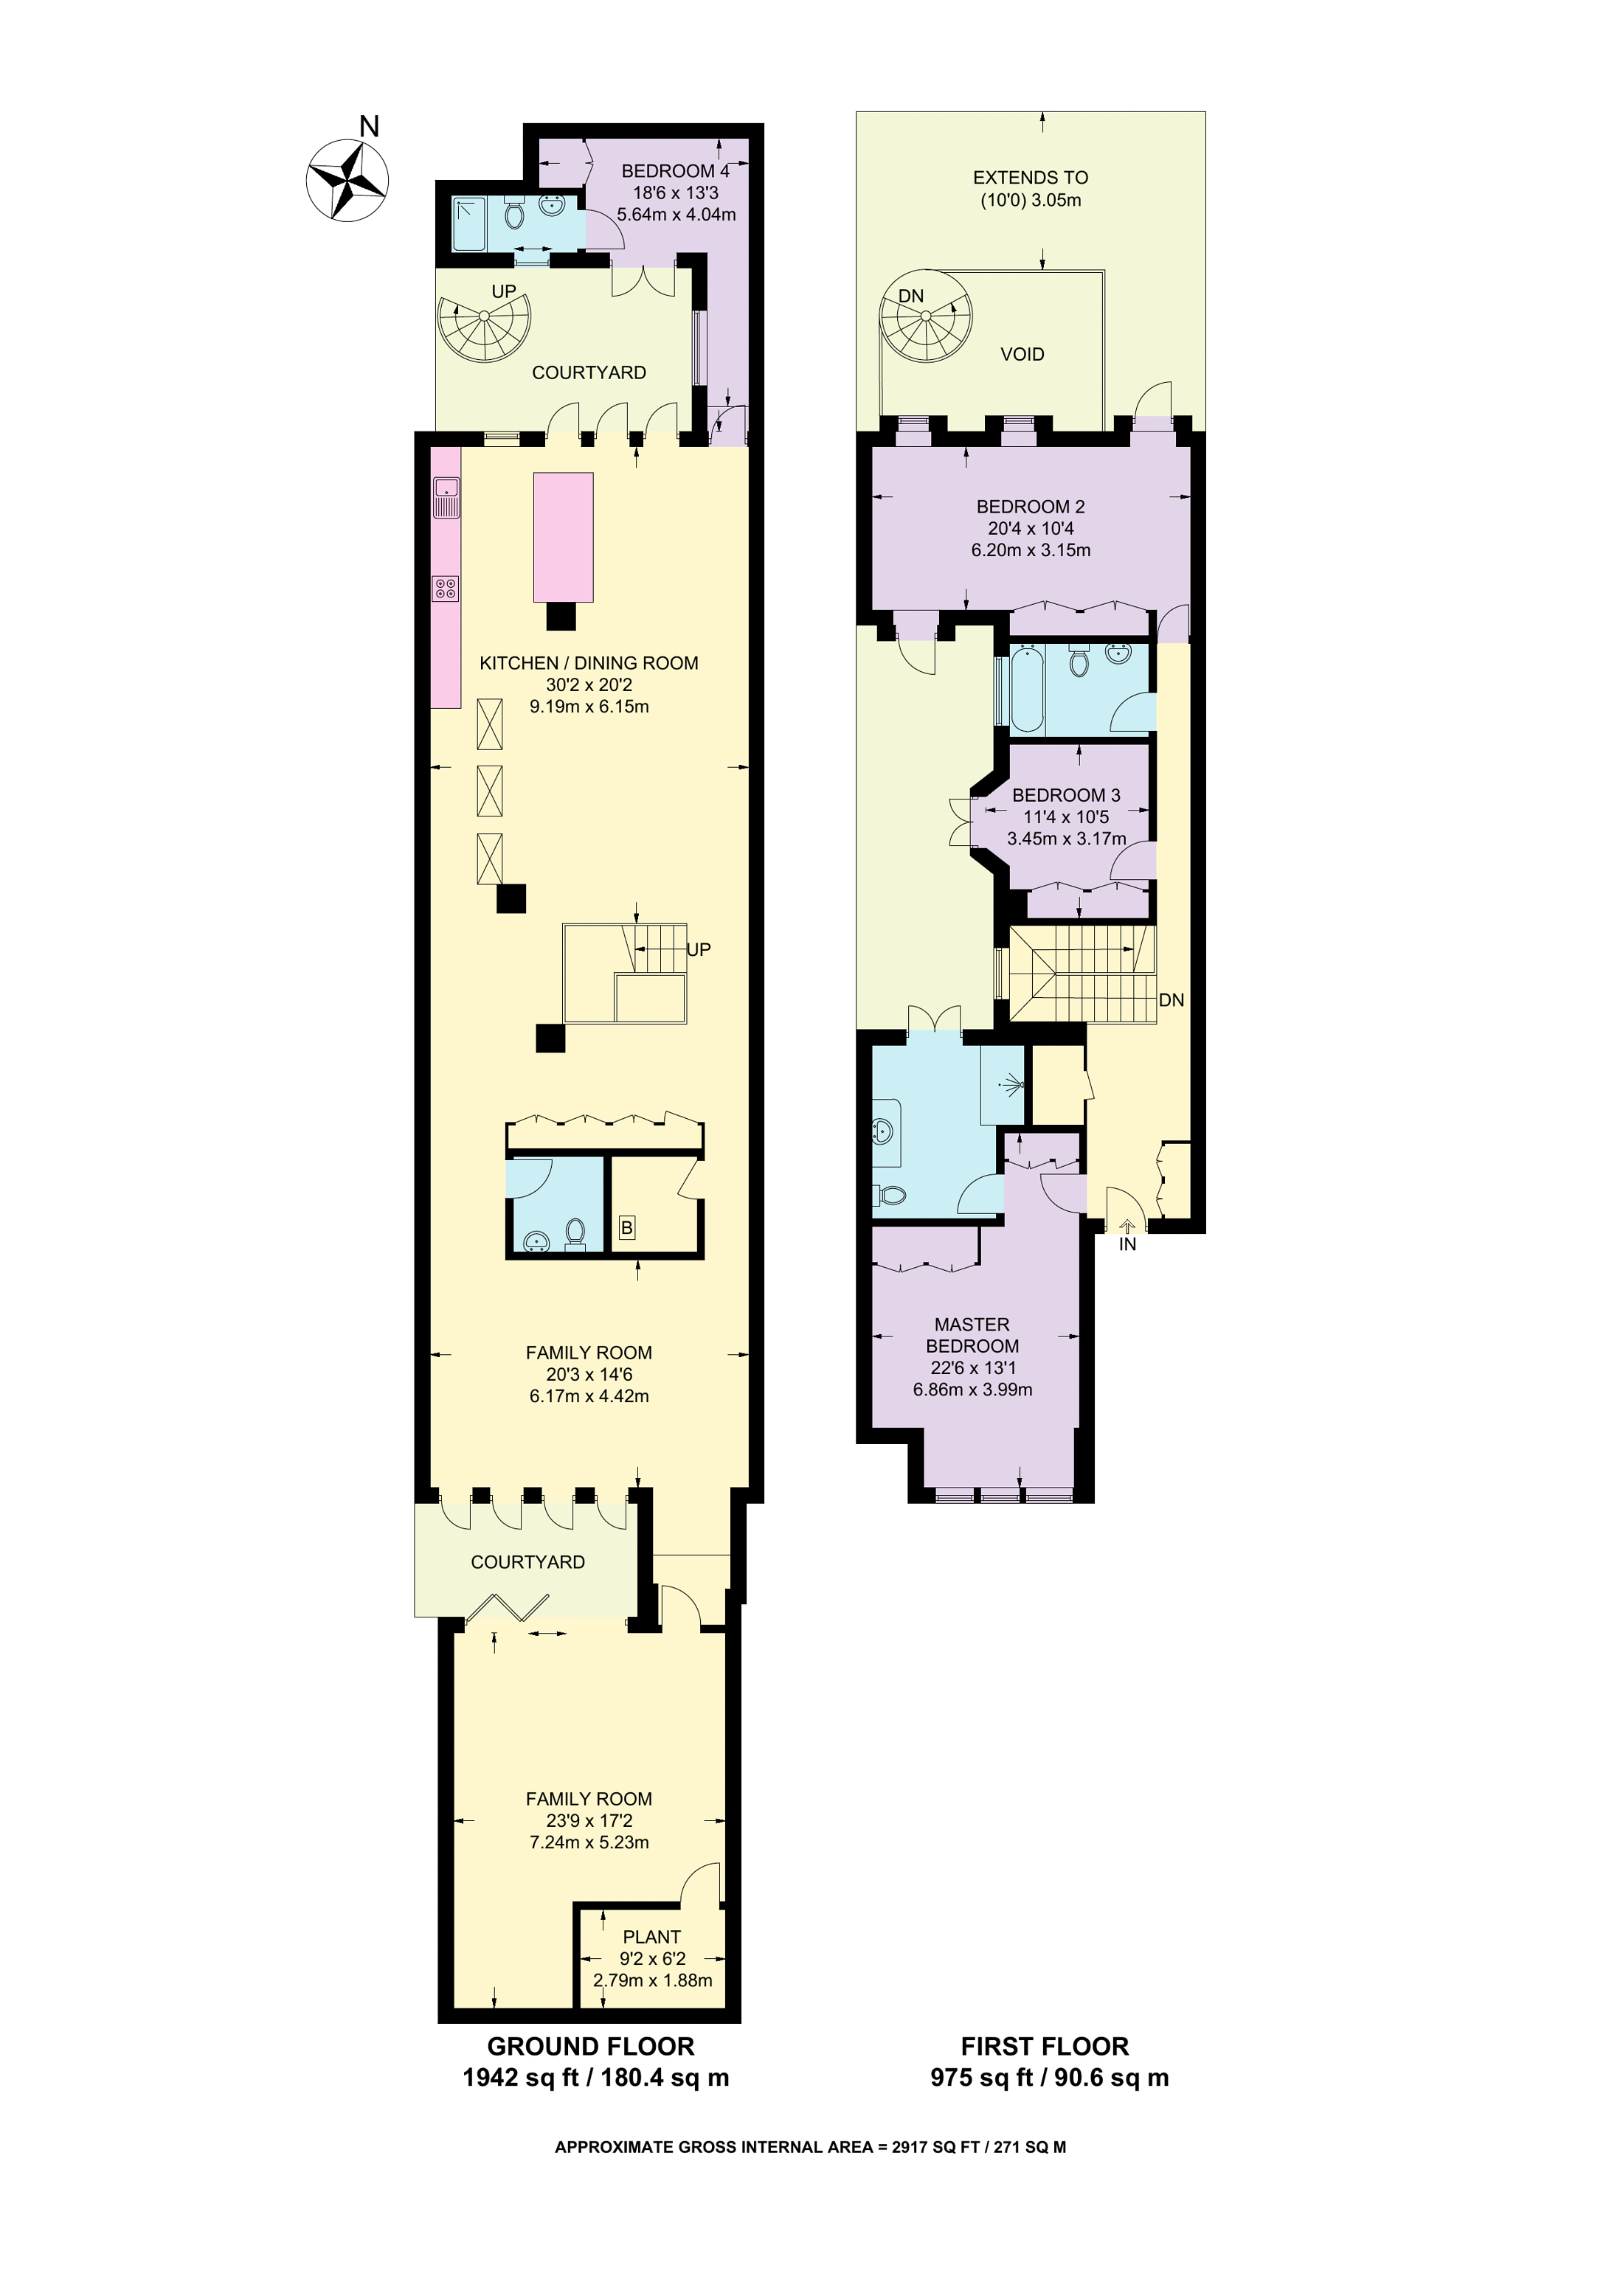 N
BEDROOM 4
18'6 x 13'3
5.64m x 4.04m
UP
COURTYARD
KITCHEN / DINING ROOM
30'2 x 20'2
9.19m x 6.15m
UP
B
FAMILY ROOM
20'3 x 14'6
6.17m x 4.42m
COURTYARD
FAMILY ROOM
23'9 x 17'2
7.24m x 5.23m
PLANT
9'2 x 6'2
2.79m x 1.88m
GROUND FLOOR
1942 sq ft / 180.4 sq m
EXTENDS TO
(10'0) 3.05m
DN
VOID
BEDROOM 2
20'4 x 10'4
6.20m x 3.15m
BEDROOM 3
11'4 x 10'5
3.45m x 3.17m
DN
IN
MASTER
BEDROOM
22'6 x 13'1
6.86m x 3.99m
FIRST FLOOR
975 sq ft / 90.6 sq m
APPROXIMATE GROSS INTERNAL AREA = 2917 SQ FT / 271 SQ M